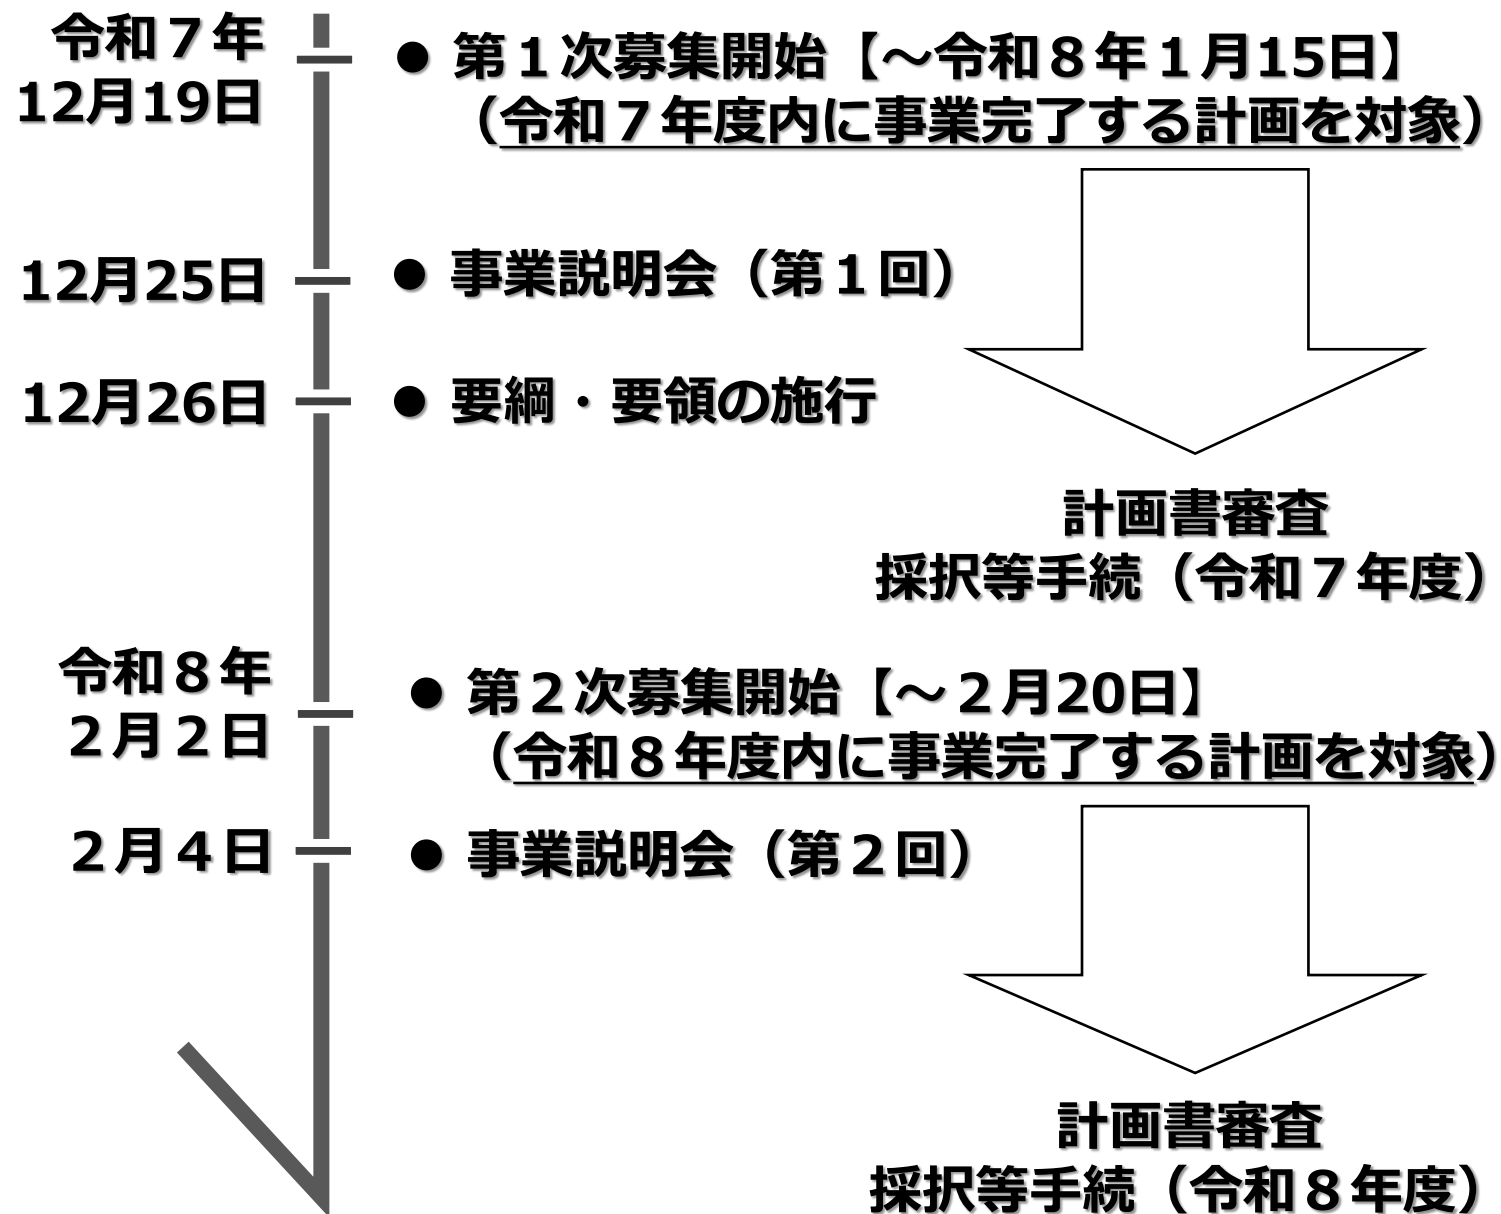 令和７年
12月19日
● 第１次募集開始【～令和８年１月15日】
（令和７年度内に事業完了する計画を対象）
12月25日
● 事業説明会（第１回）
12月26日
● 要綱・要領の施行
計画書審査
採択等手続（令和７年度）
令和８年
２月２日
● 第２次募集開始【～２月20日】
（令和８年度内に事業完了する計画を対象）
２月４日
● 事業説明会（第２回）
計画書審査
採択等手続（令和８年度）